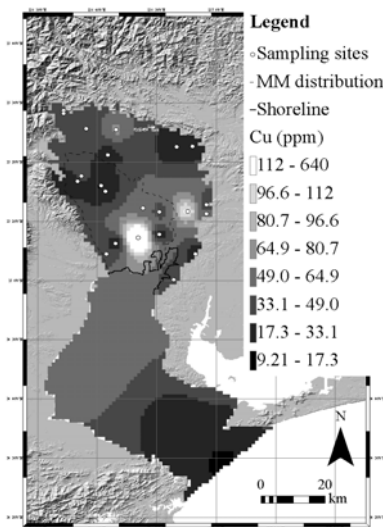 Legend
Sampling sites
MM distribution
Shoreline
Cu (ppm)
112 - 640
96.6 - 112
80.7 - 96.6
64.9 - 80.7
49.0 - 64.9
33.1 - 49.0
17.3 - 33.1
9.21 - 17.3
N
0 20
km